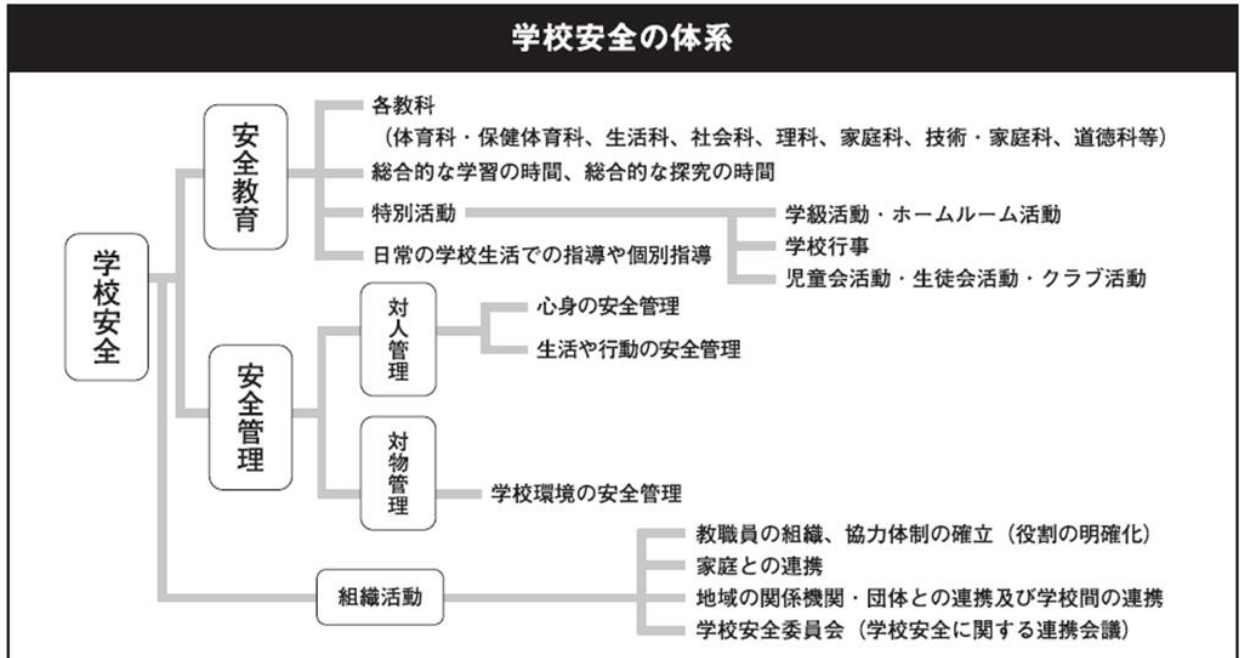 学校安全の体系
学校安全
安全教育
各教科
（体育科・保健体育科、生活科、社会科、理科、家庭科、技術・家庭科、道徳科等）
総合的な学習の時間、総合的な探究の時間
特別活動
学級活動・ホームルーム活動
学校行事
児童会活動・生徒会活動・クラブ活動
日常の学校生活での指導や個別指導
安全管理
対人管理
心身の安全管理
生活や行動の安全管理
対物管理
学校環境の安全管理
組織活動
教職員の組織、協力体制の確立（役割の明確化）
家庭との連携
地域の関係機関・団体との連携及び学校間の連携
学校安全委員会（学校安全に関する連携会議）